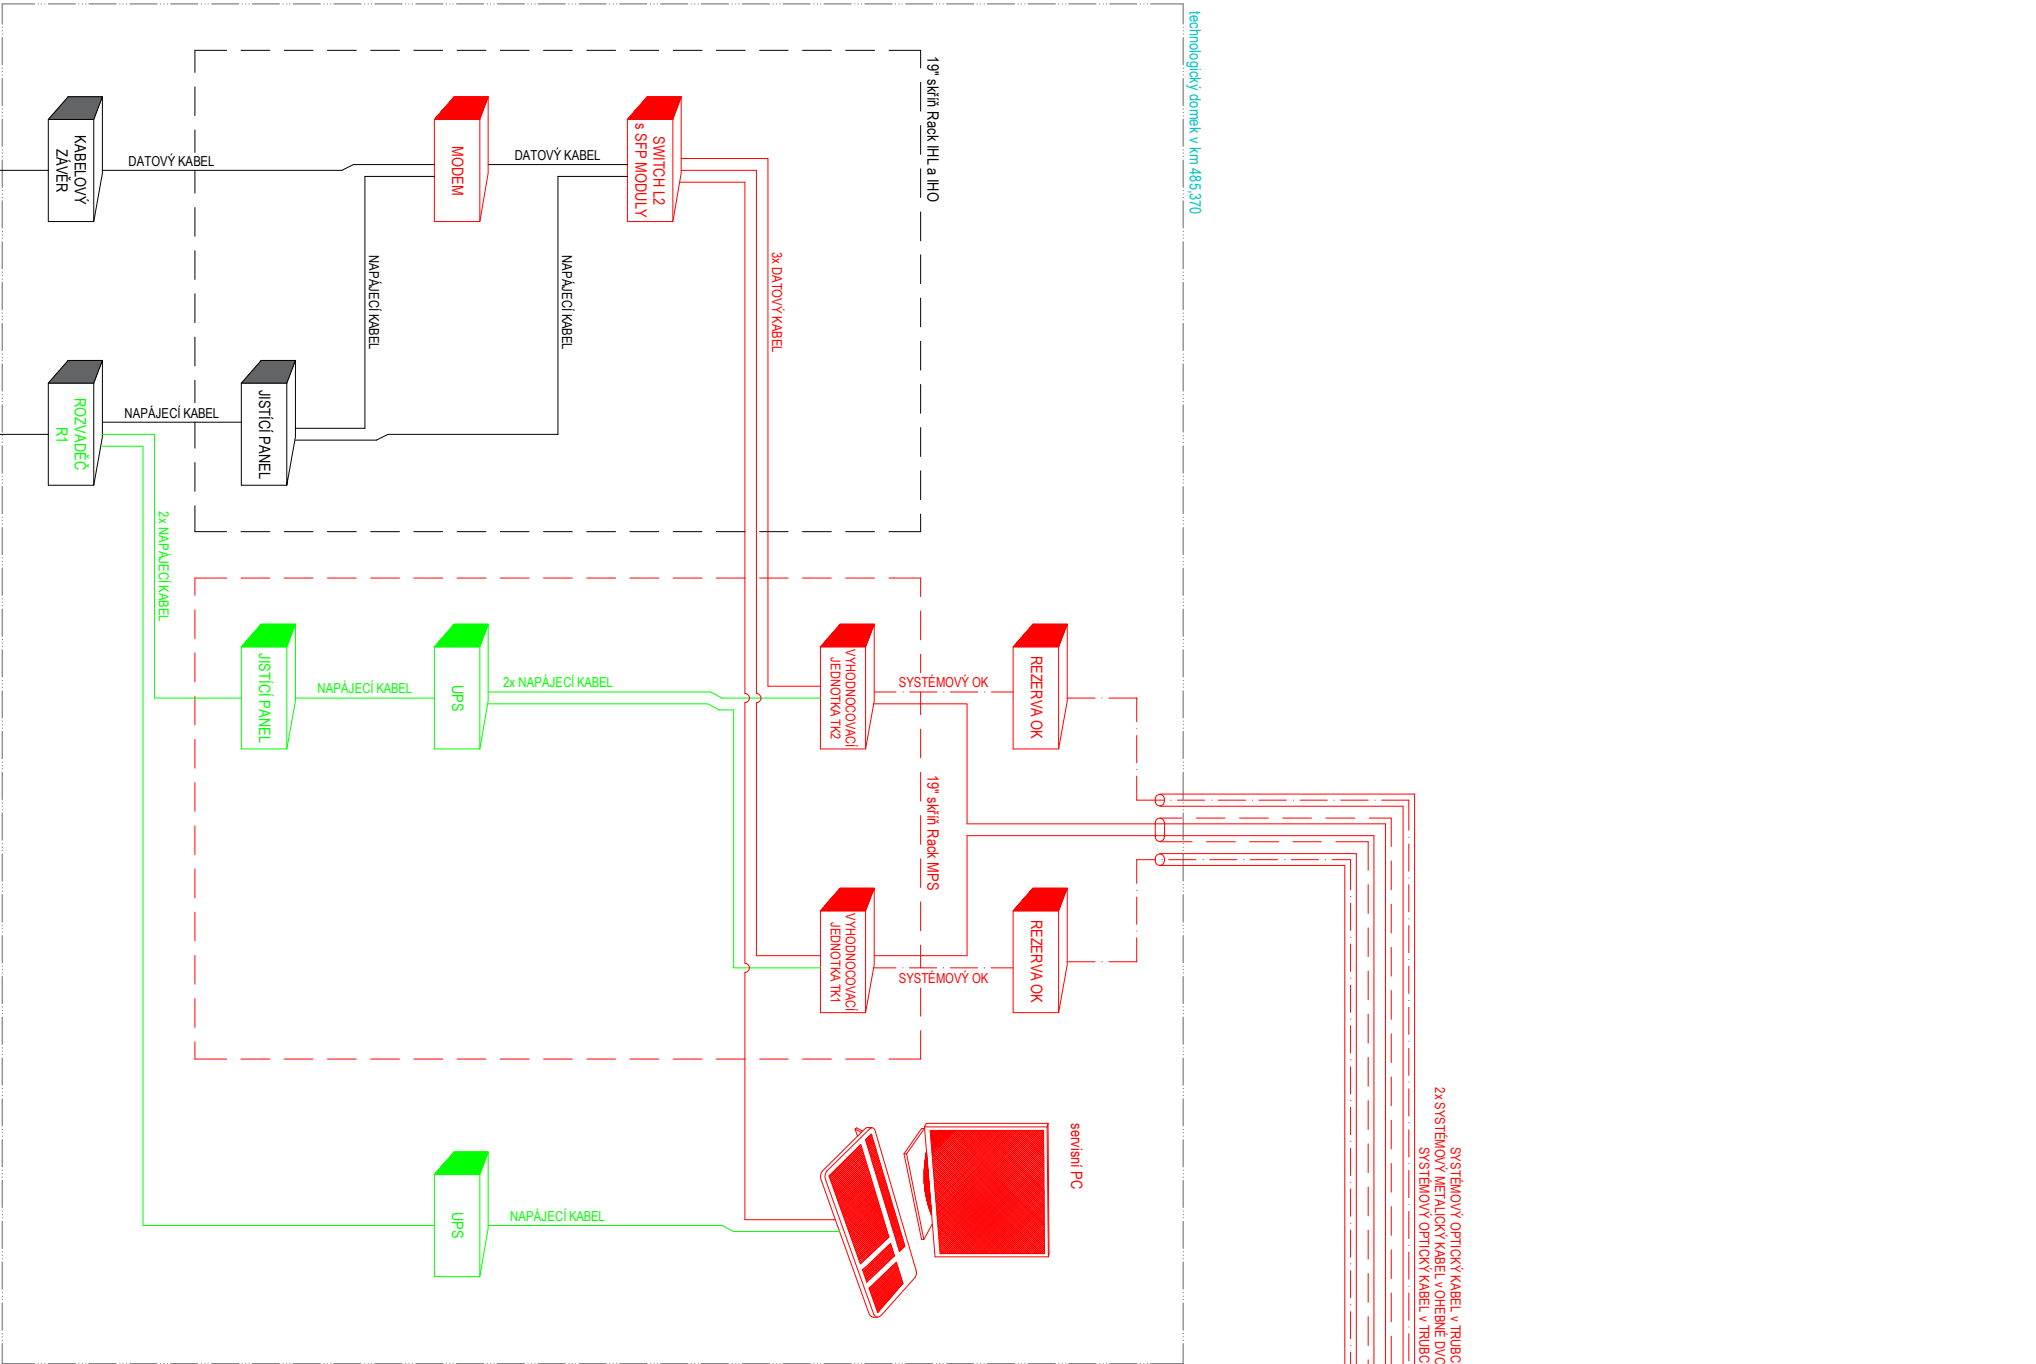 technologický domek v km 485,370
19" skříň Rack IHL a IHO
KABELOVÝ
ZÁVĚR
DATOVÝ KABEL
MODEM
DATOVÝ KABEL
SWITCH L2
s SFP MODULY
NAPÁJECÍ KABEL
NAPÁJECÍ KABEL
3x DATOVÝ KABEL
ROZVADĚČ
R1
NAPÁJECÍ KABEL
JISTÍCÍ PANEL
2x NAPÁJECÍ KABEL
JISTÍCÍ PANEL
NAPÁJECÍ KABEL
UPS
2x NAPÁJECÍ KABEL
VYHODNOCOVACÍ
JEDNOTKA TK2
SYSTÉMOVÝ OK
REZERVA OK
19" skříň Rack MPS
VYHODNOCOVACÍ
JEDNOTKA TK1
SYSTÉMOVÝ OK
REZERVA OK
servisní PC
UPS
NAPÁJECÍ KABEL
SYSTÉMOVÝ OPTICKÝ KABEL v TRUBC
2x SYSTÉMOVÝ METALICKÝ KABEL v OHEBNÉ DVO
SYSTÉMOVÝ OPTICKÝ KABEL v TRUBC